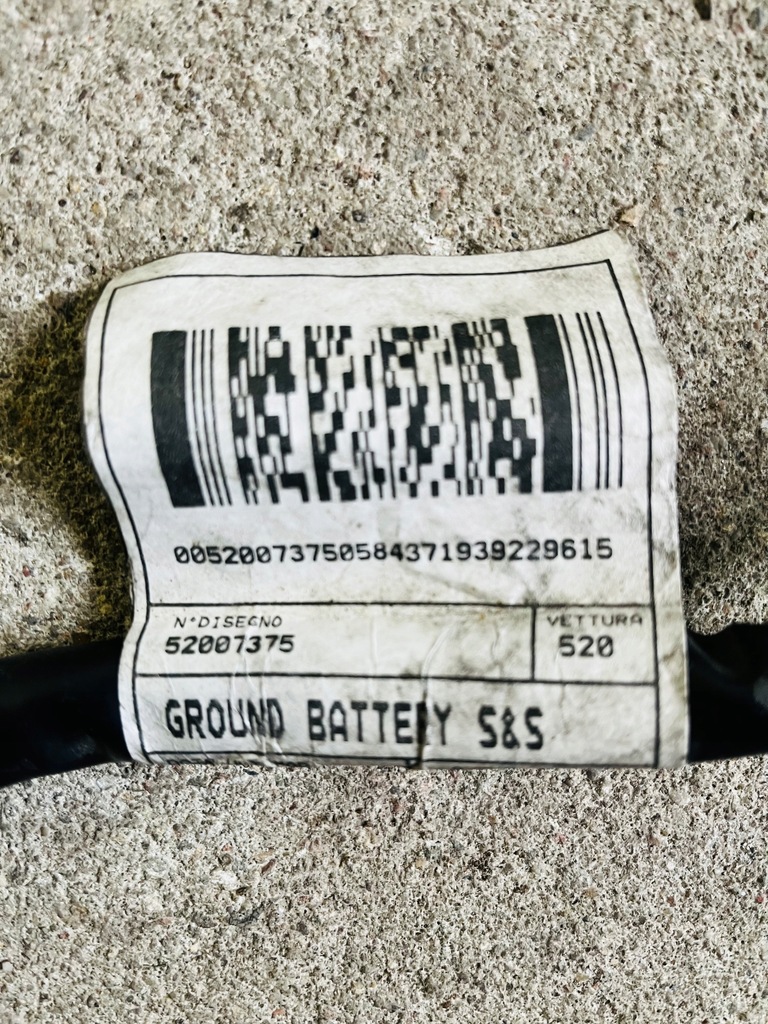 00520073750584371939229615
N°DISEGNO
52007375
VETTURA
520
GROUND BATTERY S&S